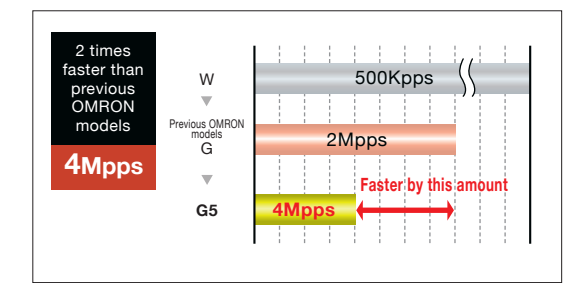 2 times
faster than
previous
OMRON
models
4Mpps
W
500Kpps
Previous OMRON
models
G
2Mpps
Faster by this amount
G5
4Mpps